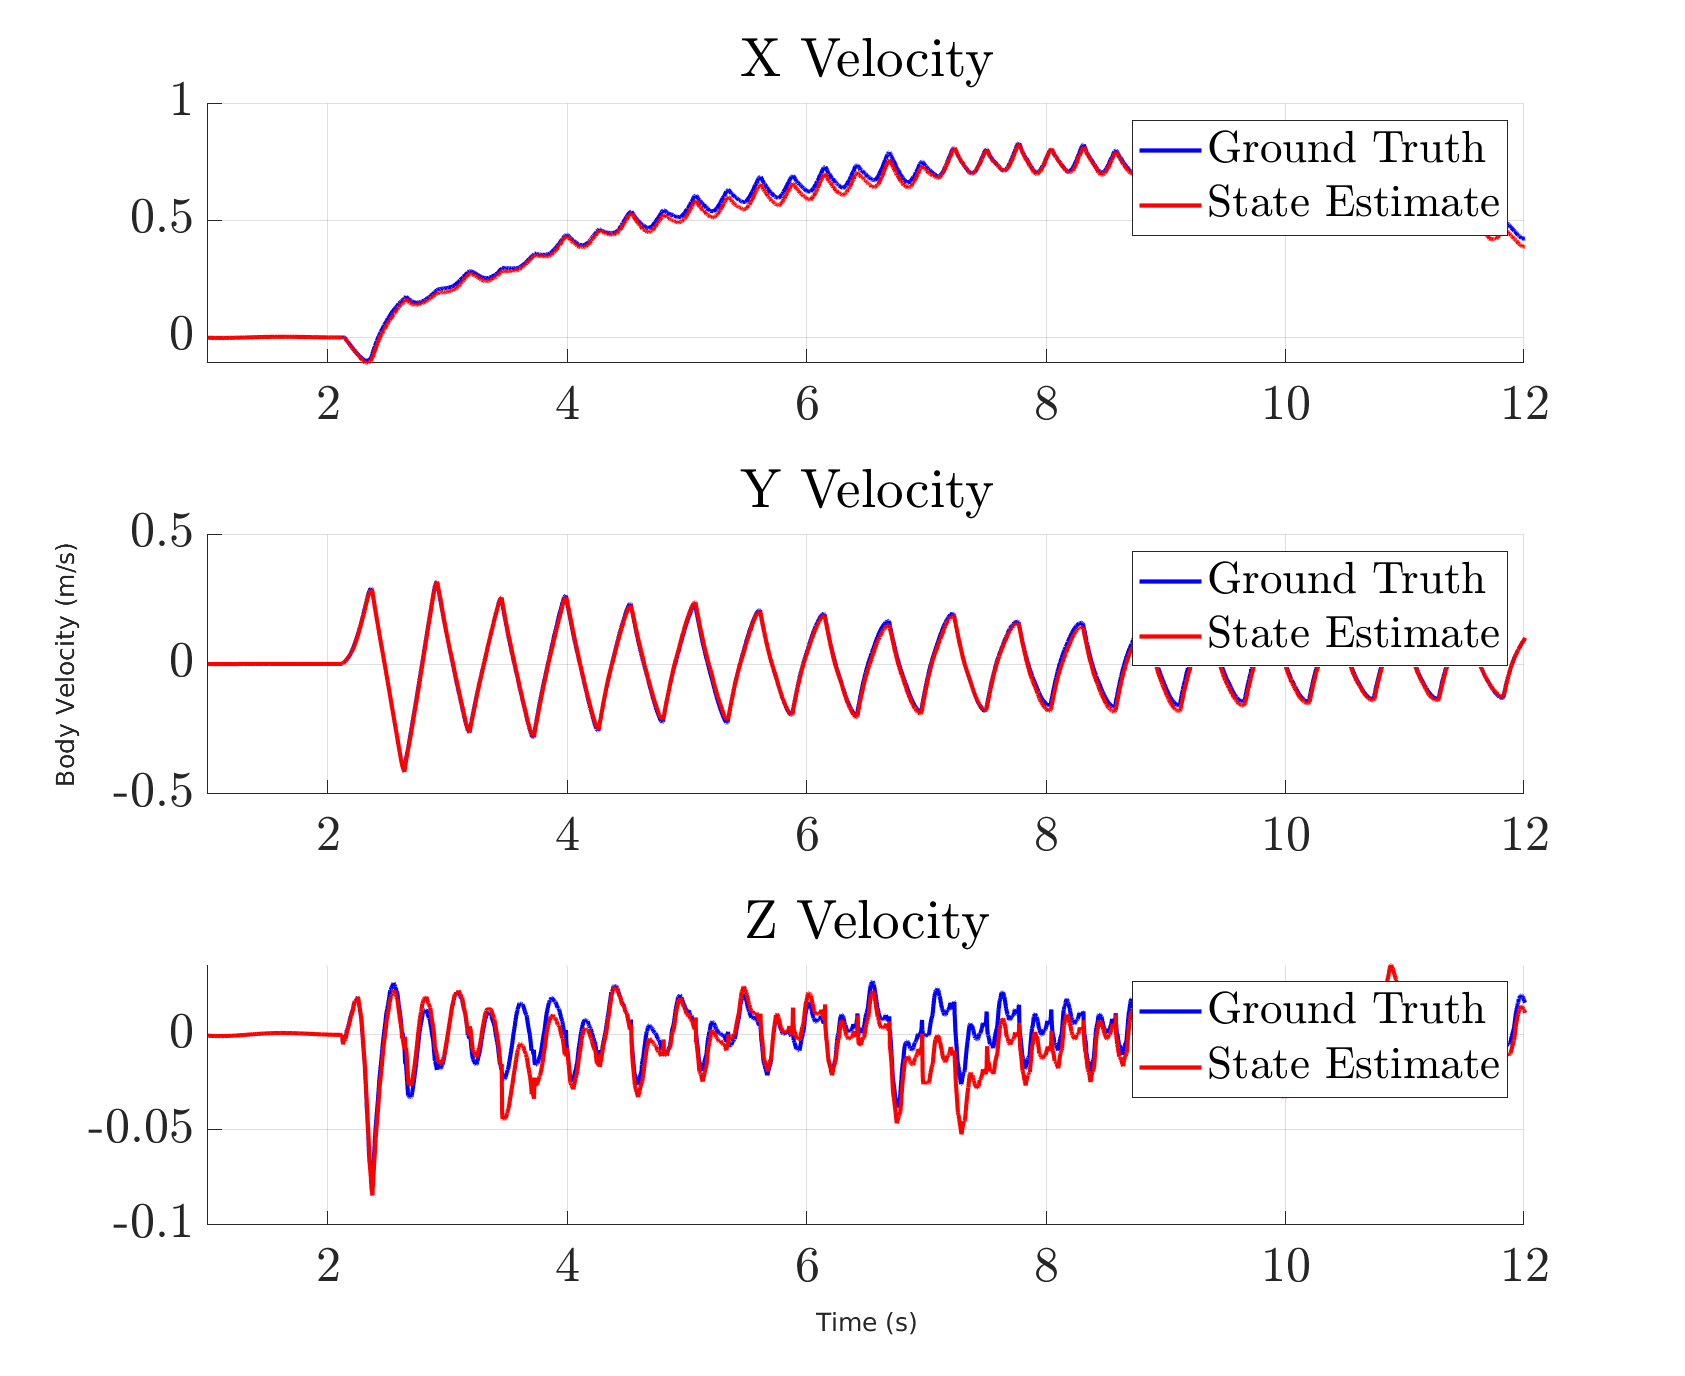 X Velocity
1
0.5
0
Ground Truth
State Estimate
2 4 6 8 10 12
Y Velocity
0.5
0
-0.5
Ground Truth
State Estimate
2 4 6 8 10 12
Body Velocity (m/s)
Z Velocity
0
-0.05
-0.1
Ground Truth
State Estimate
2 4 6 8 10 12
Time (s)